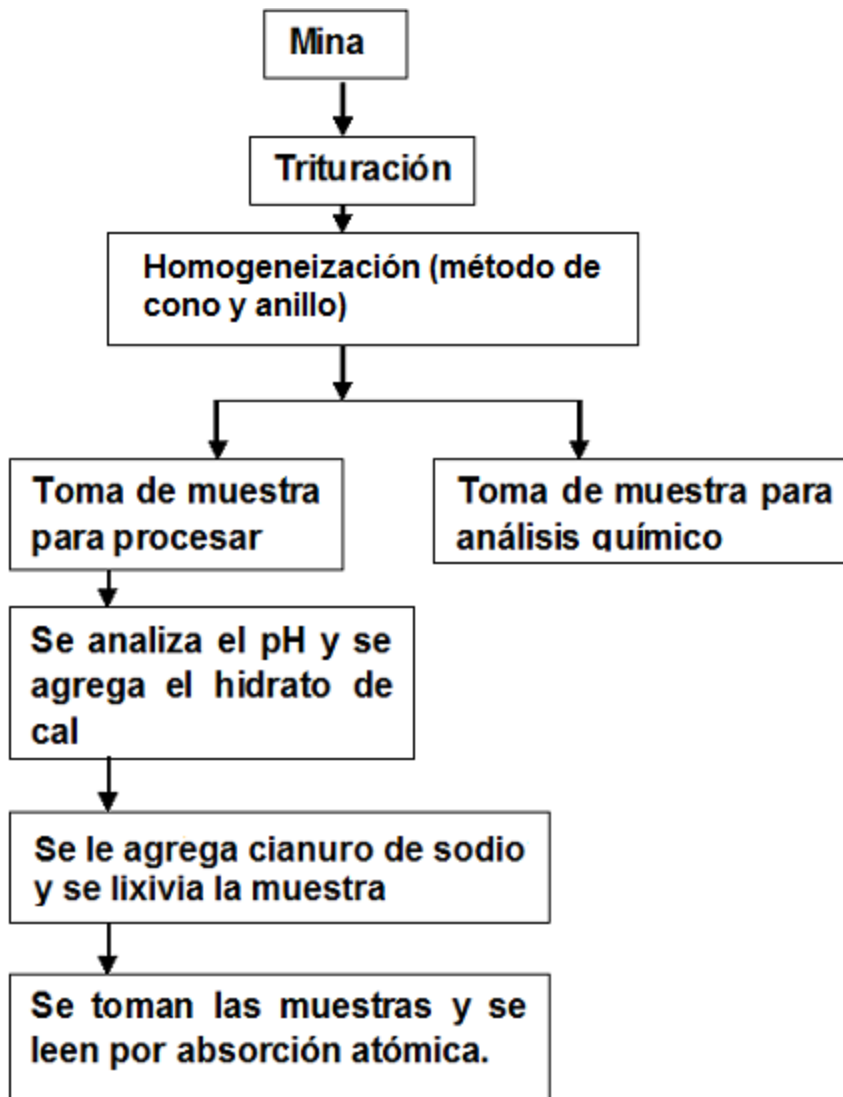 Mina
Trituración
Homogeneización (método de
cono y anillo)
Toma de muestra
para procesar
Toma de muestra para
análisis químico
Se analiza el pH y se
agrega el hidrato de
cal
Se le agrega cianuro de sodio
y se lixivia la muestra
Se toman las muestras y se
leen por absorción atómica.